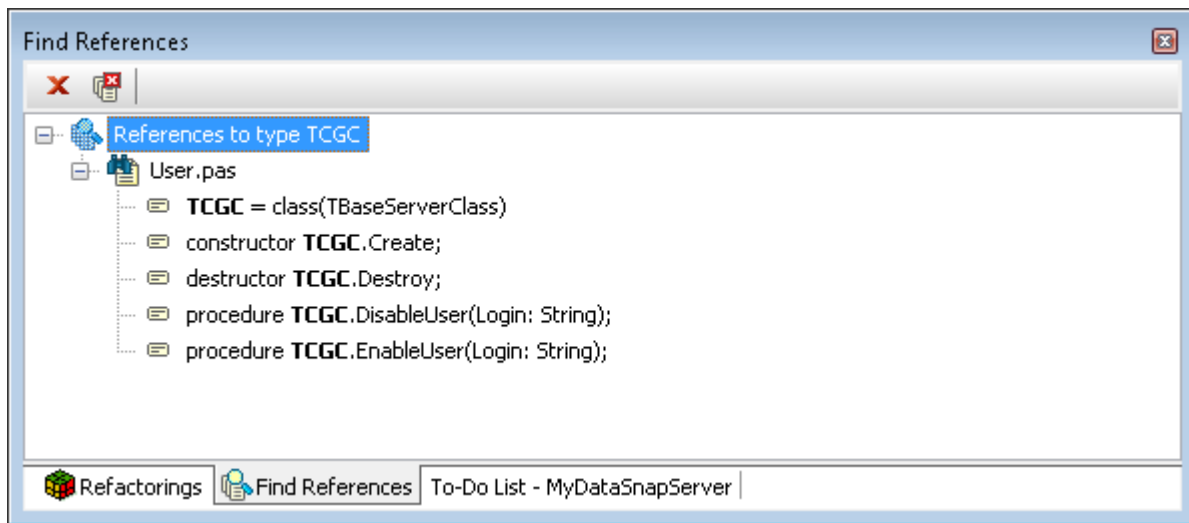 Find References
References to type TCGC
User.pas
TCGC = class(TBaseServerClass)
constructor TCGC.Create;
destructor TCGC.Destroy;
procedure TCGC.DisableUser(Login: String);
procedure TCGC.EnableUser(Login: String);
Refactorings Find References To-Do List - MyDataSnapServer